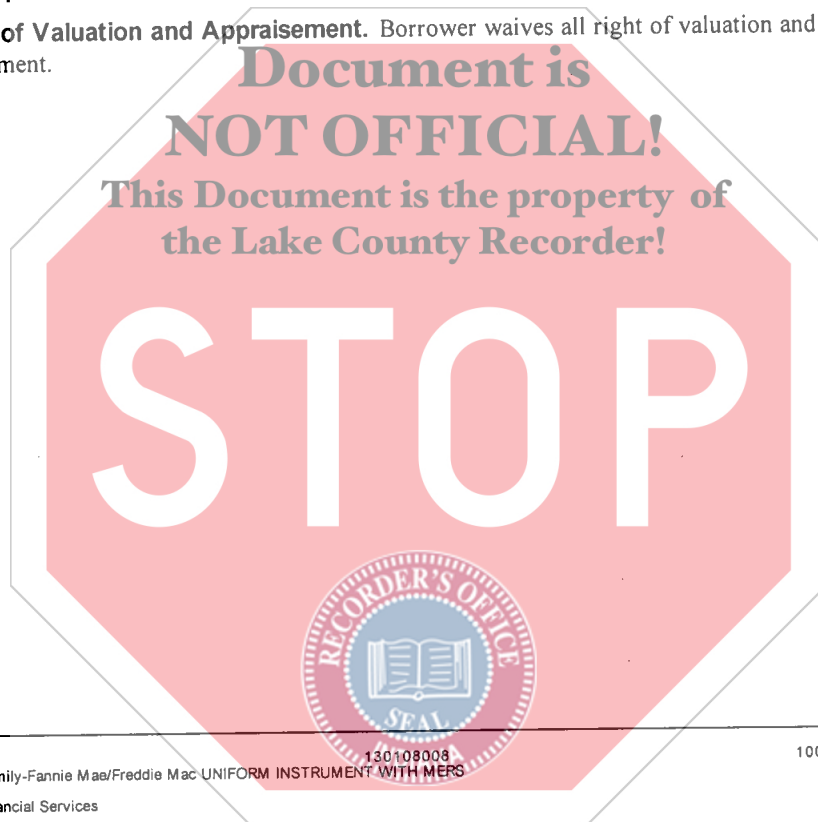 of Valuation and Appraisement. Borrower waives all right of valuation and
ment.
Document is
NOT OFFICIAL!
This Document is the property of
the Lake County Recorder!
STOP
RECORDER'S OFFICE
SEAL
130108008
100
mily-Fannie Mae/Freddie Mac UNIFORM INSTRUMENT WITH MERS
ancial Services